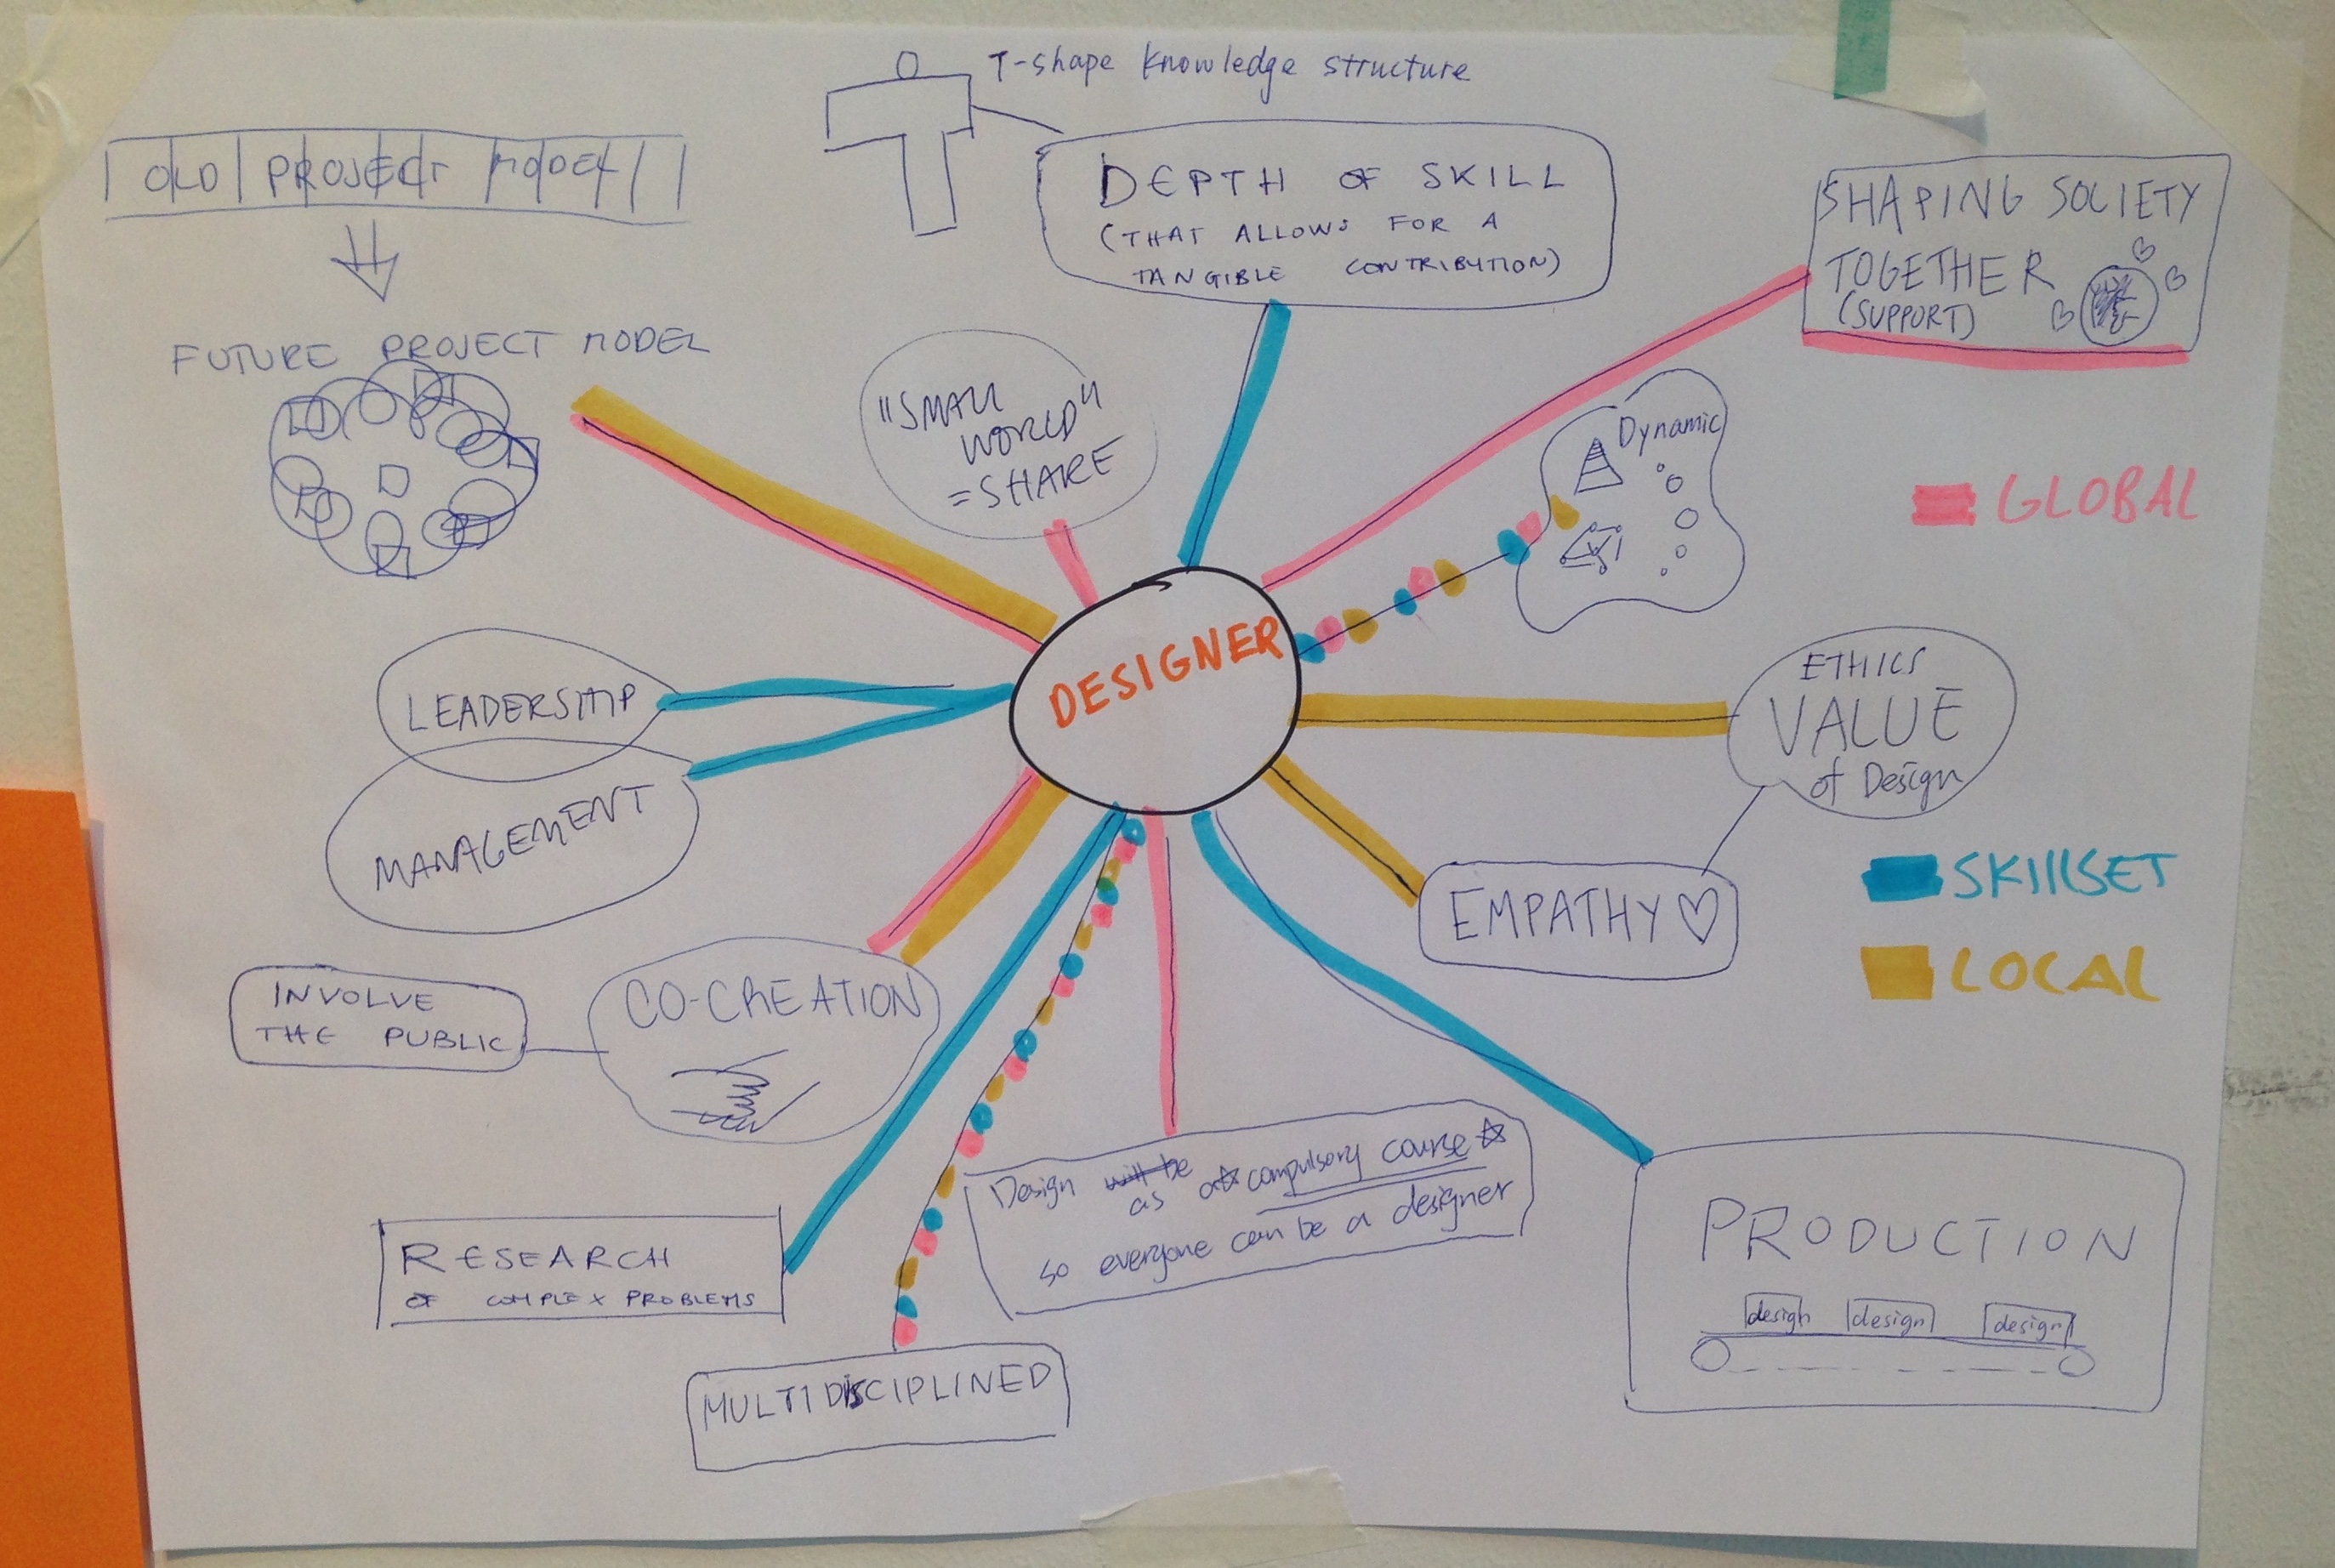 T-shape knowledge structure
OLD PROJECT MODEL
DEPTH OF SKILL
(THAT ALLOWS FOR A
TANGIBLE CONTRIBUTION)
SHAPING SOCIETY
TOGETHER
(SUPPORT)
FUTURE PROJECT MODEL
"SMALL
WORLD"
=SHARE
Dynamic
GLOBAL
DESIGNER
LEADERSHIP
MANAGEMENT
ETHICS
VALUE
of Design
EMPATHY
SKILLSET
LOCAL
INVOLVE
THE PUBLIC
CO-CREATION
Design will be
as a compulsory course
so everyone can be a designer
RESEARCH
OF COMPLEX PROBLEMS
MULTIDISCIPLINED
PRODUCTION
design design design